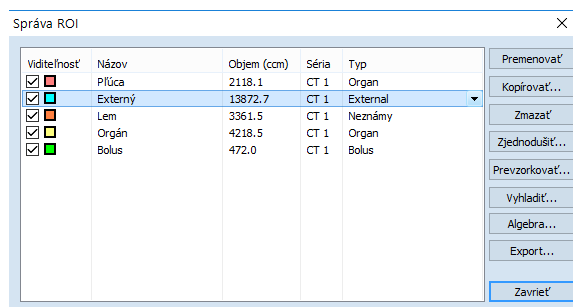 Správa ROI
Viditeľnosť Názov Objem (ccm) Séria Typ
Pľúca 2118.1 CT 1 Organ
Externý 13872.7 CT 1 External
Lem 3361.5 CT 1 Neznámy
Orgán 4218.5 CT 1 Organ
Bolus 472.0 CT 1 Bolus
Premenovať
Kopírovať...
Zmazať
Zjednodušiť...
Prevzorkovať...
Vyhladiť...
Algebra...
Export...
Zavrieť